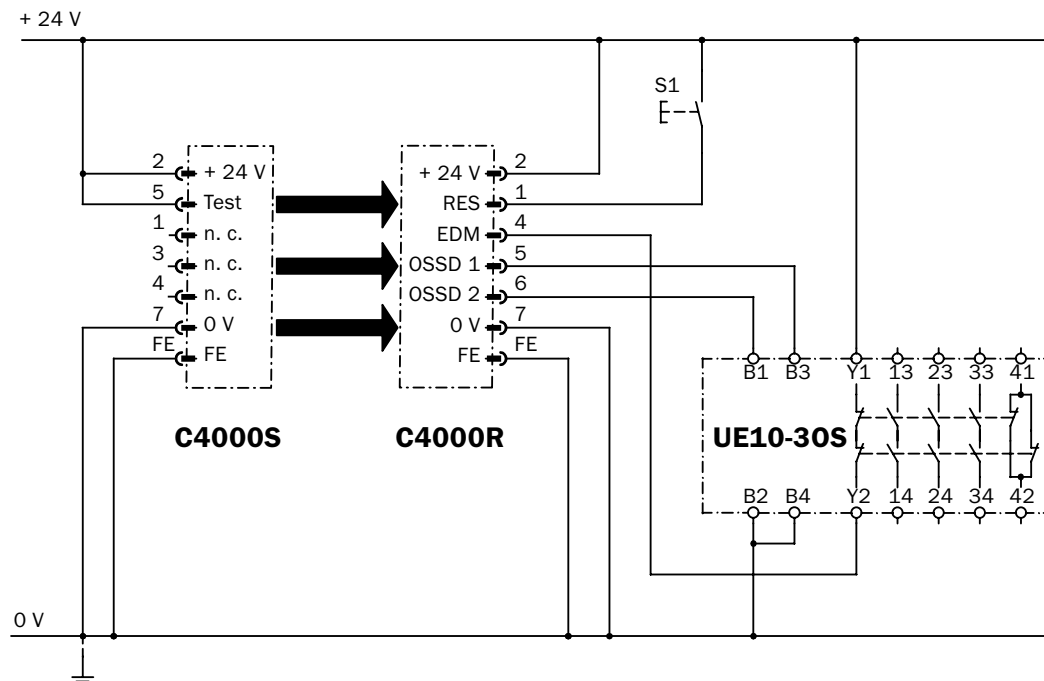 + 24 V
S1
2 + 24 V
5 Test
1 n. c.
3 n. c.
4 n. c.
7 0 V
FE FE
C4000S
+ 24 V 2
RES 1
EDM 4
OSSD 1 5
OSSD 2 6
0 V 7
FE FE
C4000R
B1 B3 Y1 13 23 33 41
UE10-3OS
B2 B4 Y2 14 24 34 42
0 V